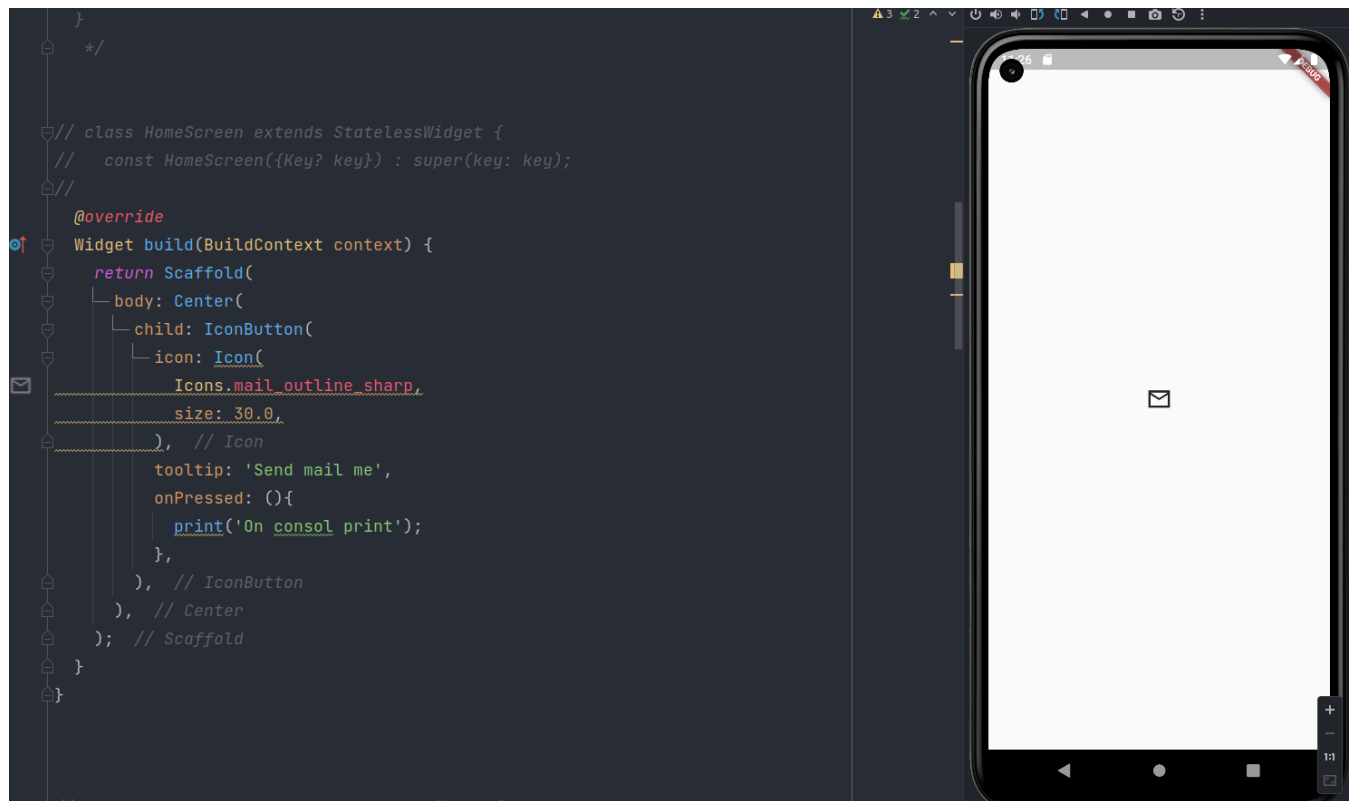 }
*/
3 2
// class HomeScreen extends StatelessWidget {
//   const HomeScreen({Key? key}) : super(key: key);
//
@override
Widget build(BuildContext context) {
return Scaffold(
body: Center(
child: IconButton(
icon: Icon(
Icons.mail_outline_sharp,
size: 30.0,
),  // Icon
tooltip: 'Send mail me',
onPressed: (){
print('On consol print');
},
),  // IconButton
),  // Center
);  // Scaffold
}
}
:26
DEBUG
+
−
1:1